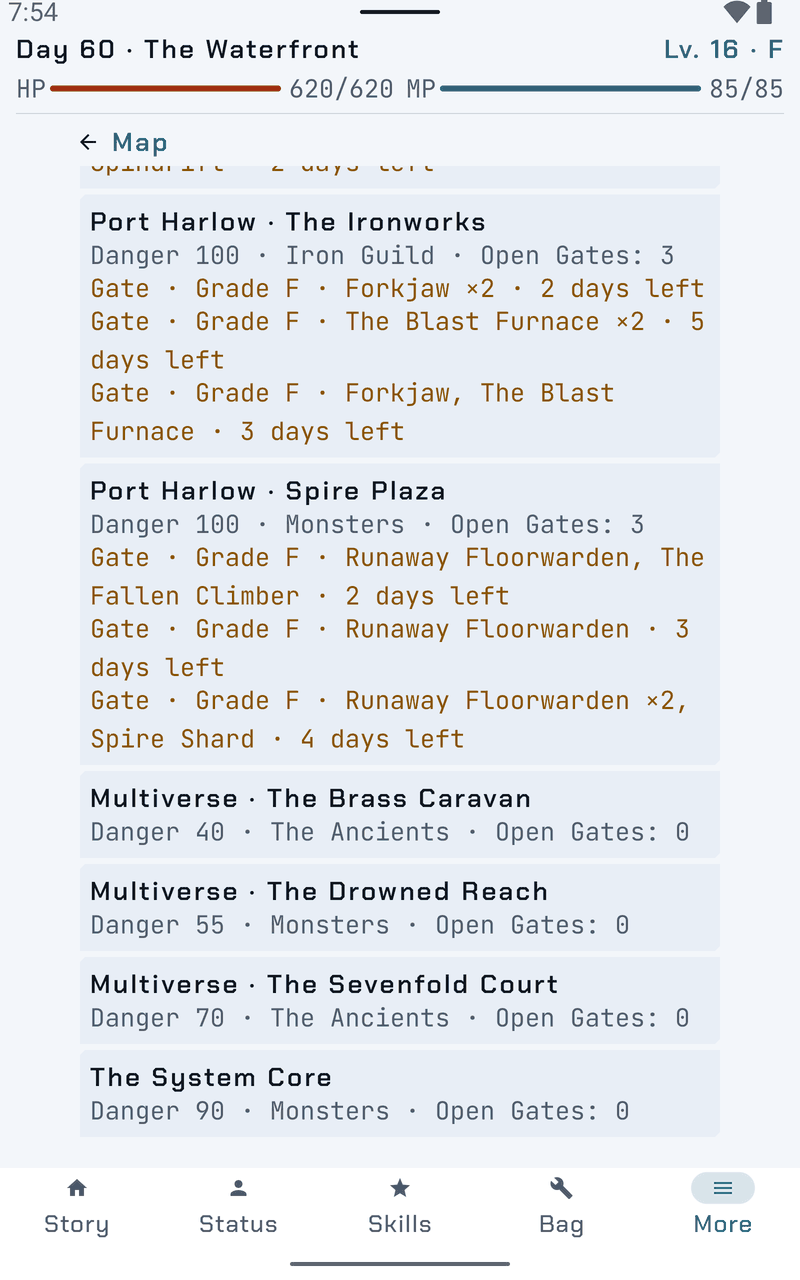 7:54
Day 60 · The Waterfront
Lv. 16 · F
HP 620/620 MP 85/85
← Map
Spindrift · 2 days left
Port Harlow · The Ironworks
Danger 100 · Iron Guild · Open Gates: 3
Gate · Grade F · Forkjaw ×2 · 2 days left
Gate · Grade F · The Blast Furnace ×2 · 5
days left
Gate · Grade F · Forkjaw, The Blast
Furnace · 3 days left
Port Harlow · Spire Plaza
Danger 100 · Monsters · Open Gates: 3
Gate · Grade F · Runaway Floorwarden, The
Fallen Climber · 2 days left
Gate · Grade F · Runaway Floorwarden · 3
days left
Gate · Grade F · Runaway Floorwarden ×2,
Spire Shard · 4 days left
Multiverse · The Brass Caravan
Danger 40 · The Ancients · Open Gates: 0
Multiverse · The Drowned Reach
Danger 55 · Monsters · Open Gates: 0
Multiverse · The Sevenfold Court
Danger 70 · The Ancients · Open Gates: 0
The System Core
Danger 90 · Monsters · Open Gates: 0
Story
Status
Skills
Bag
More